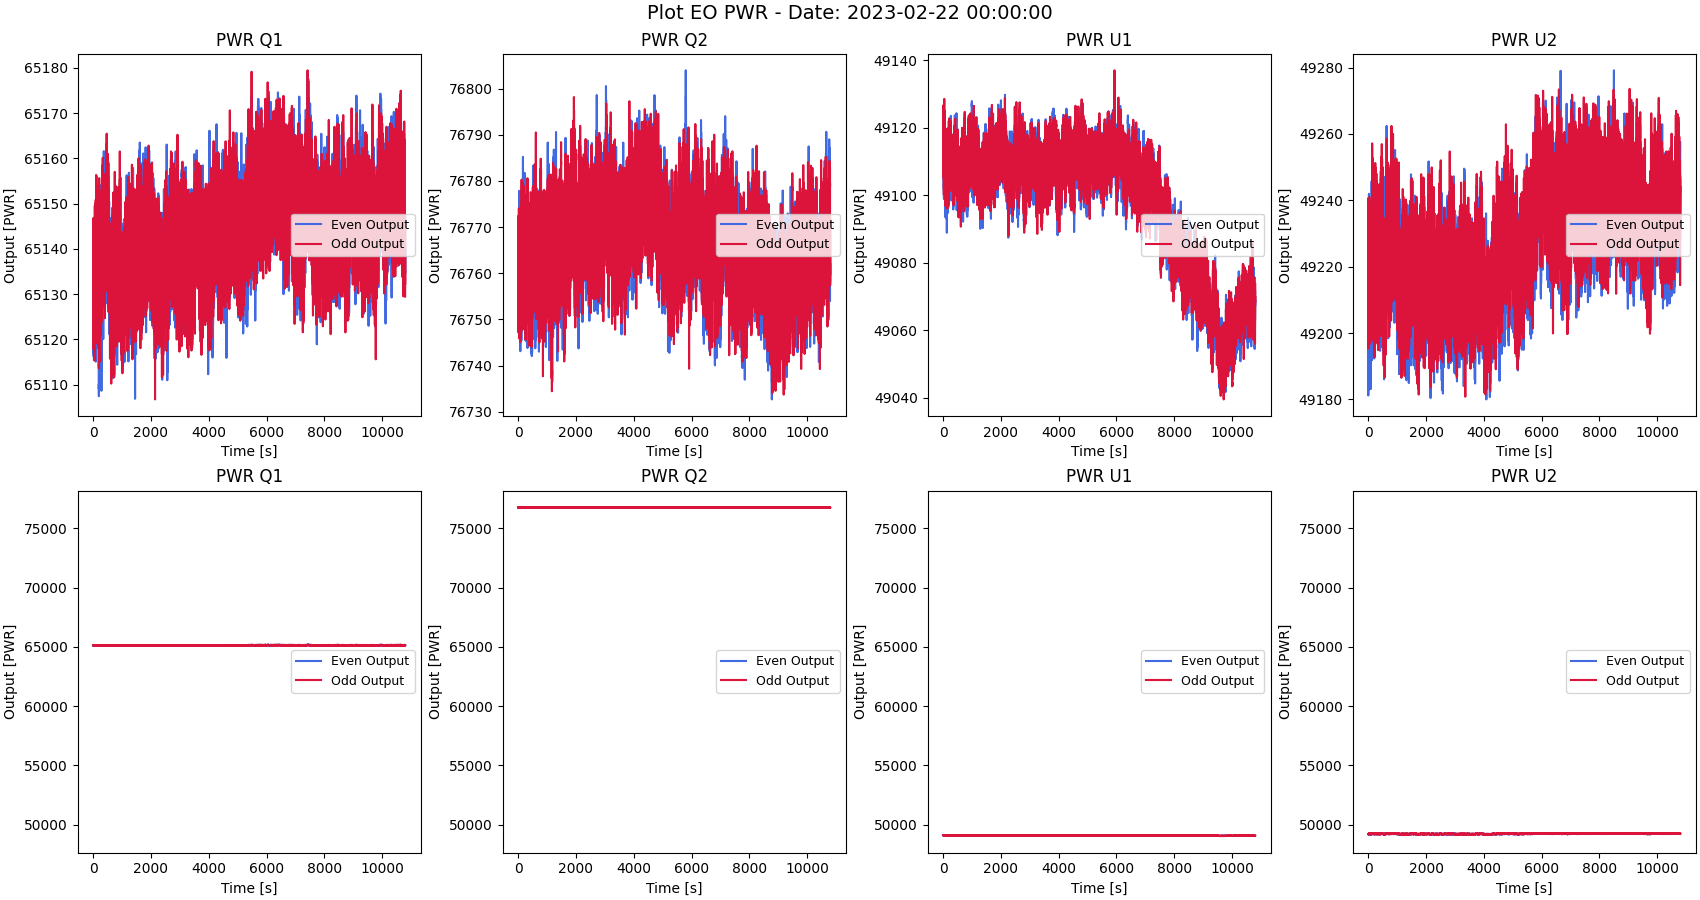 Plot EO PWR - Date: 2023-02-22 00:00:00
PWR Q1
65180
65170
65160
65150
65140
65130
65120
65110
Output [PWR]
Even Output
Odd Output
0 2000 4000 6000 8000 10000
Time [s]
PWR Q2
76800
76790
76780
76770
76760
76750
76740
76730
Output [PWR]
Even Output
Odd Output
0 2000 4000 6000 8000 10000
Time [s]
PWR U1
49140
49120
49100
49080
49060
49040
Output [PWR]
Even Output
Odd Output
0 2000 4000 6000 8000 10000
Time [s]
PWR U2
49280
49260
49240
49220
49200
49180
Output [PWR]
Even Output
Odd Output
0 2000 4000 6000 8000 10000
Time [s]
PWR Q1
75000
70000
65000
60000
55000
50000
Output [PWR]
Even Output
Odd Output
0 2000 4000 6000 8000 10000
Time [s]
PWR Q2
75000
70000
65000
60000
55000
50000
Output [PWR]
Even Output
Odd Output
0 2000 4000 6000 8000 10000
Time [s]
PWR U1
75000
70000
65000
60000
55000
50000
Output [PWR]
Even Output
Odd Output
0 2000 4000 6000 8000 10000
Time [s]
PWR U2
75000
70000
65000
60000
55000
50000
Output [PWR]
Even Output
Odd Output
0 2000 4000 6000 8000 10000
Time [s]